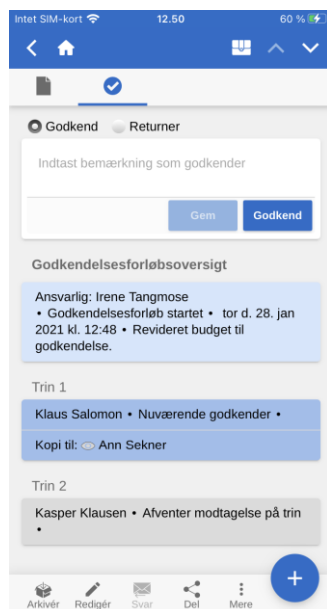 Intet SIM-kort 12.50 60 %
Godkend Returner
Indtast bemærkning som godkender
Gem Godkend
Godkendelsesforløbsoversigt
Ansvarlig: Irene Tangmose
• Godkendelsesforløb startet • tor d. 28. jan
2021 kl. 12:48 • Revideret budget til
godkendelse.
Trin 1
Klaus Salomon • Nuværende godkender •
Kopi til: Ann Sekner
Trin 2
Kasper Klausen • Afventer modtagelse på trin
•
Arkivér Redigér Svar Del Mere